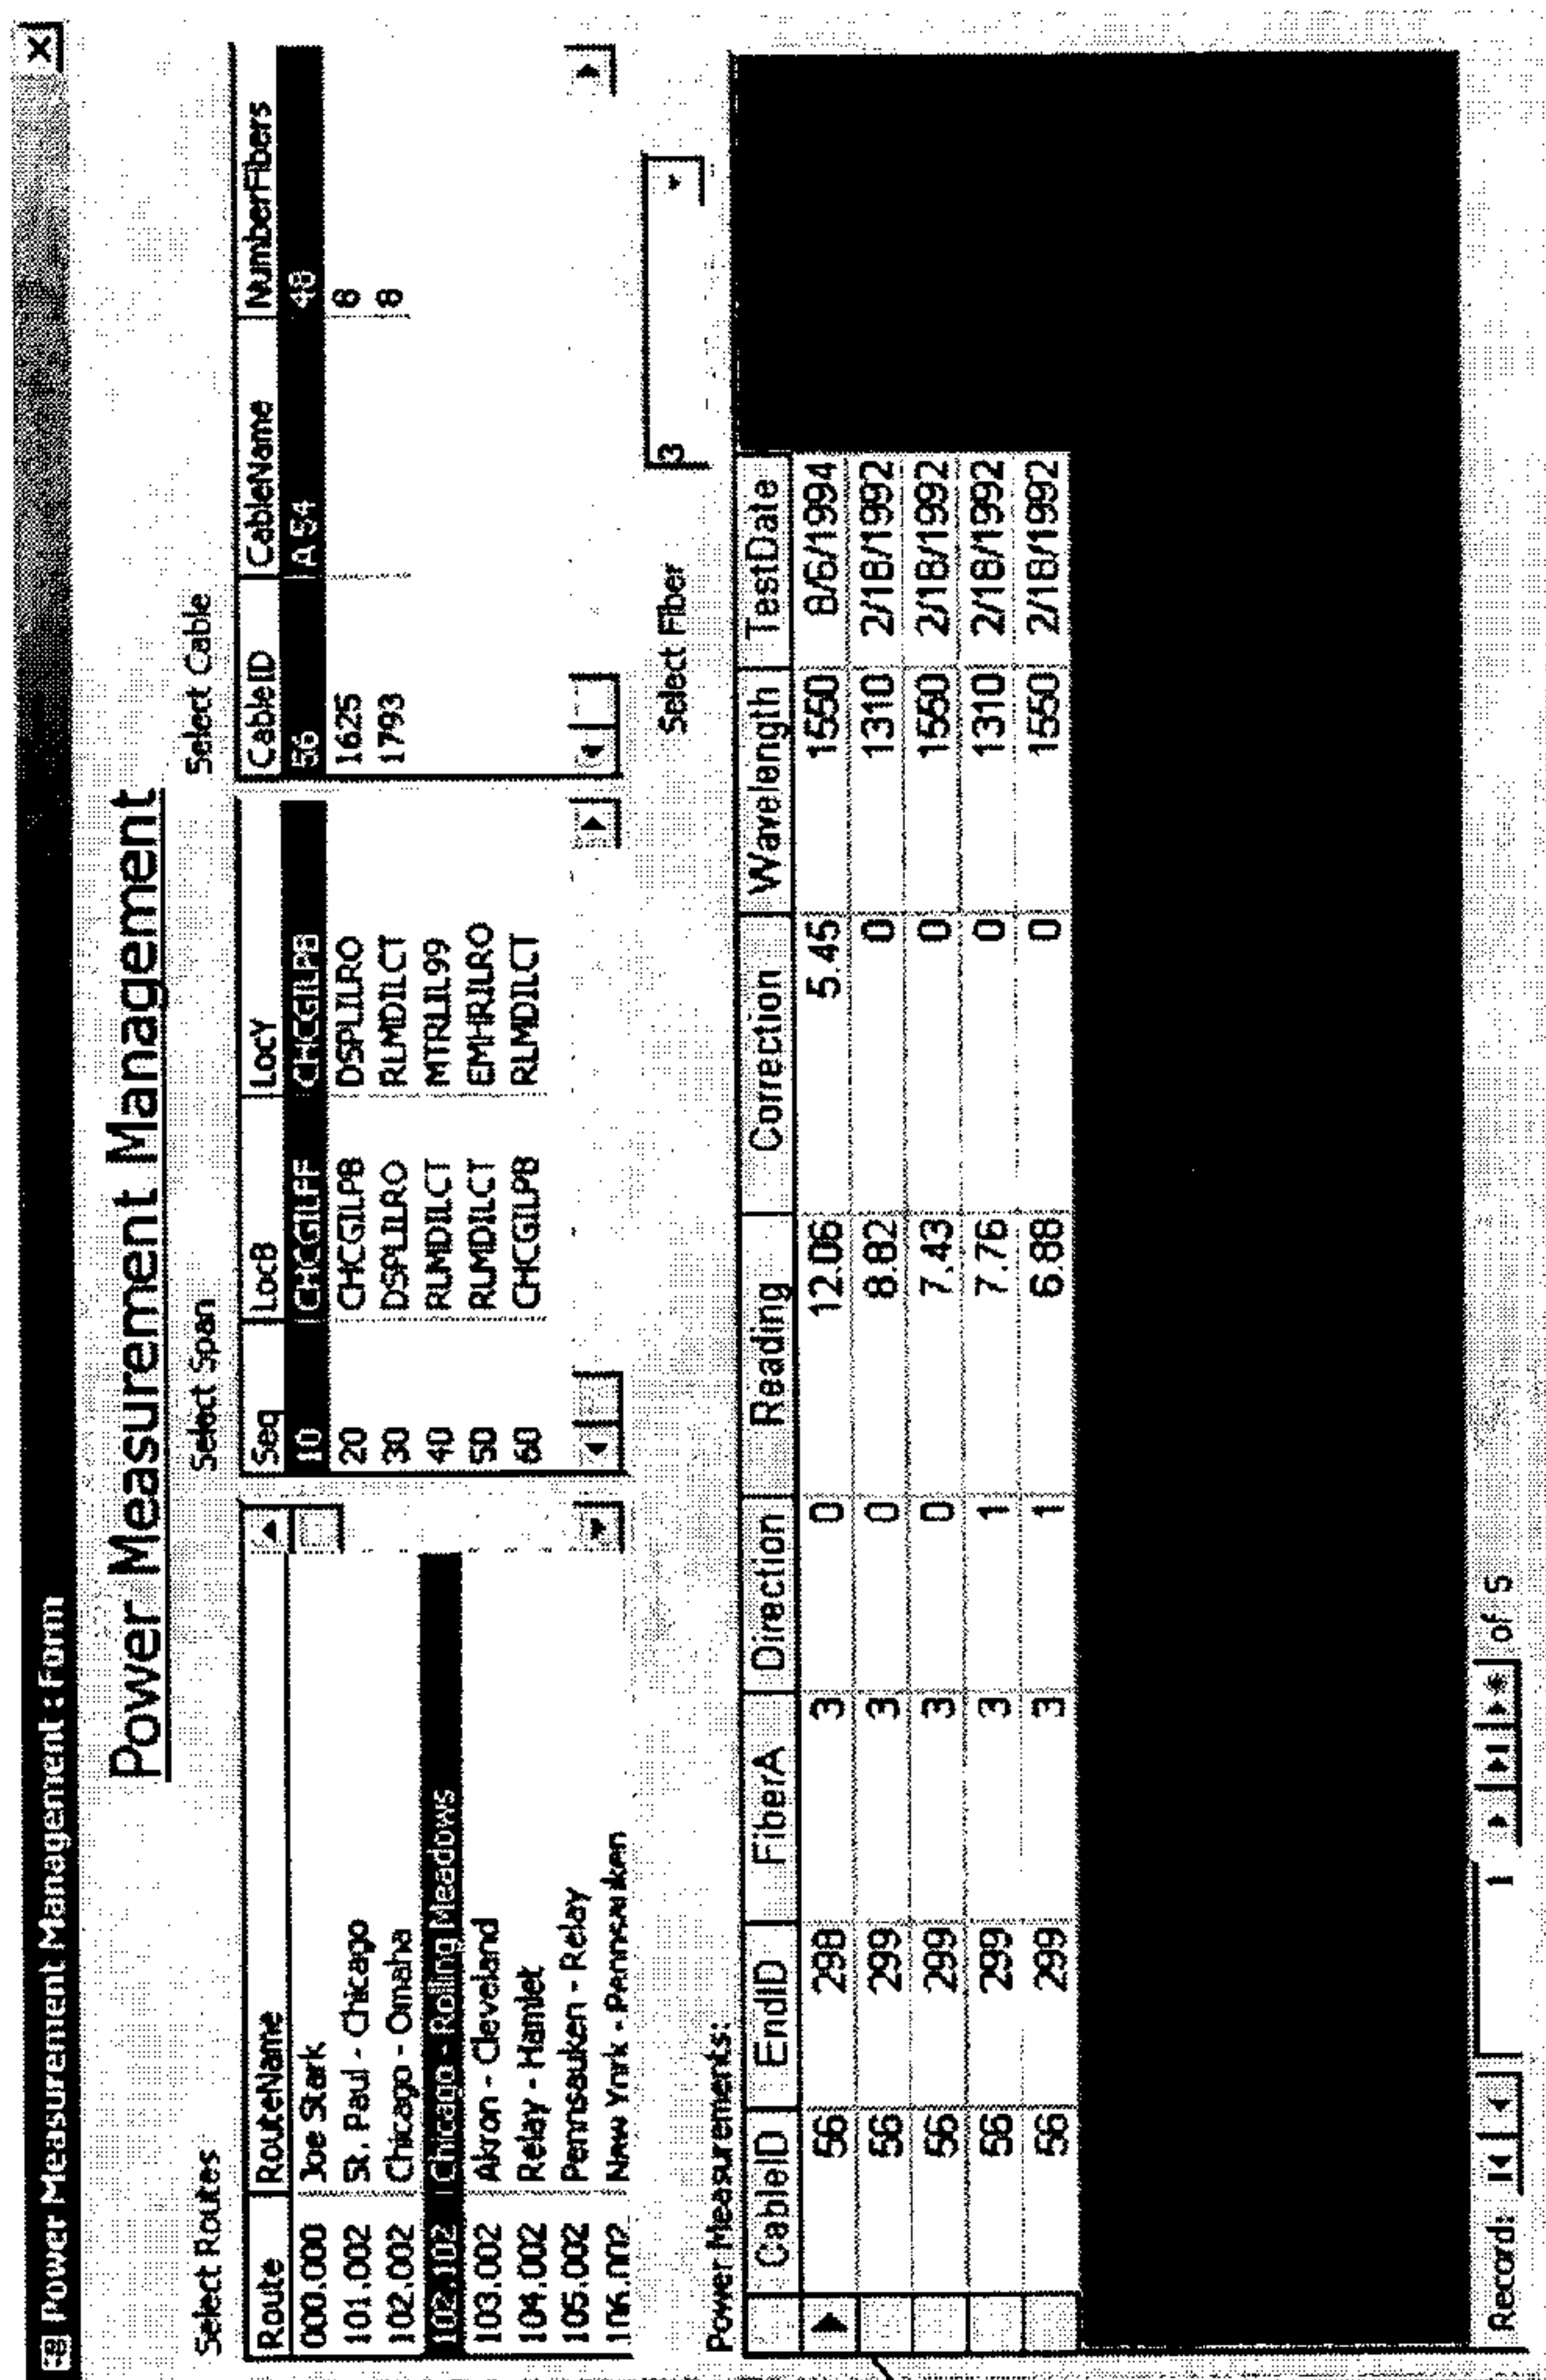 Power Measurement Management : Form
Power Measurement Management
Select Routes
Route RouteName
000.000 Joe Stark
101.002 St. Paul - Chicago
102.002 Chicago - Omaha
102.102 Chicago - Rolling Meadows
103.002 Akron - Cleveland
104.002 Relay - Hamlet
105.002 Pennsauken - Relay
106.002 New York - Pennsauken
Select Span
Seq LocB LocY
10 CHCGILFF CHCGILPB
20 CHCGILPB DSPLILRO
30 DSPLILRO RLMDILCT
40 RLMDILCT MTRLIL99
50 RLMDILCT EMHRILRO
60 CHCGILPB RLMDILCT
Select Cable
CableID CableName NumberFibers
56 A 54 48
1625 8
1793 8
Select Fiber 3
Power Measurements:
CableID EndID FiberA Direction Reading Correction Wavelength TestDate
56 298 3 0 12.06 5.45 1550 8/6/1994
56 299 3 0 8.82 0 1310 2/18/1992
56 299 3 0 7.43 0 1550 2/18/1992
56 299 3 1 7.76 0 1310 2/18/1992
56 299 3 1 6.88 0 1550 2/18/1992
Record: 1 of 5